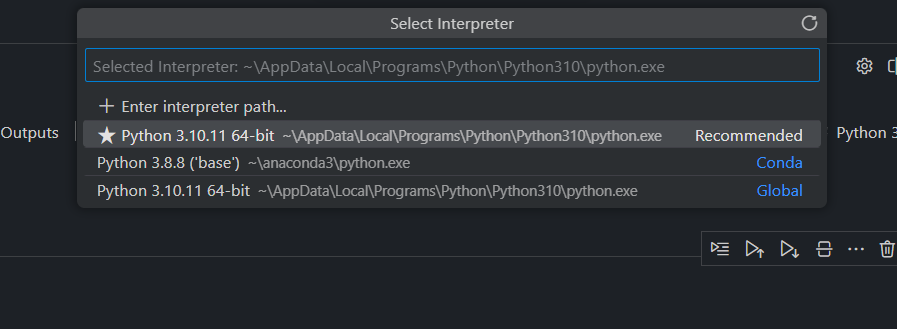 Select Interpreter
Selected Interpreter: ~\AppData\Local\Programs\Python\Python310\python.exe
Enter interpreter path...
Outputs
Python 3.10.11 64-bit ~\AppData\Local\Programs\Python\Python310\python.exe Recommended
Python 3
Python 3.8.8 ('base') ~\anaconda3\python.exe Conda
Python 3.10.11 64-bit ~\AppData\Local\Programs\Python\Python310\python.exe Global